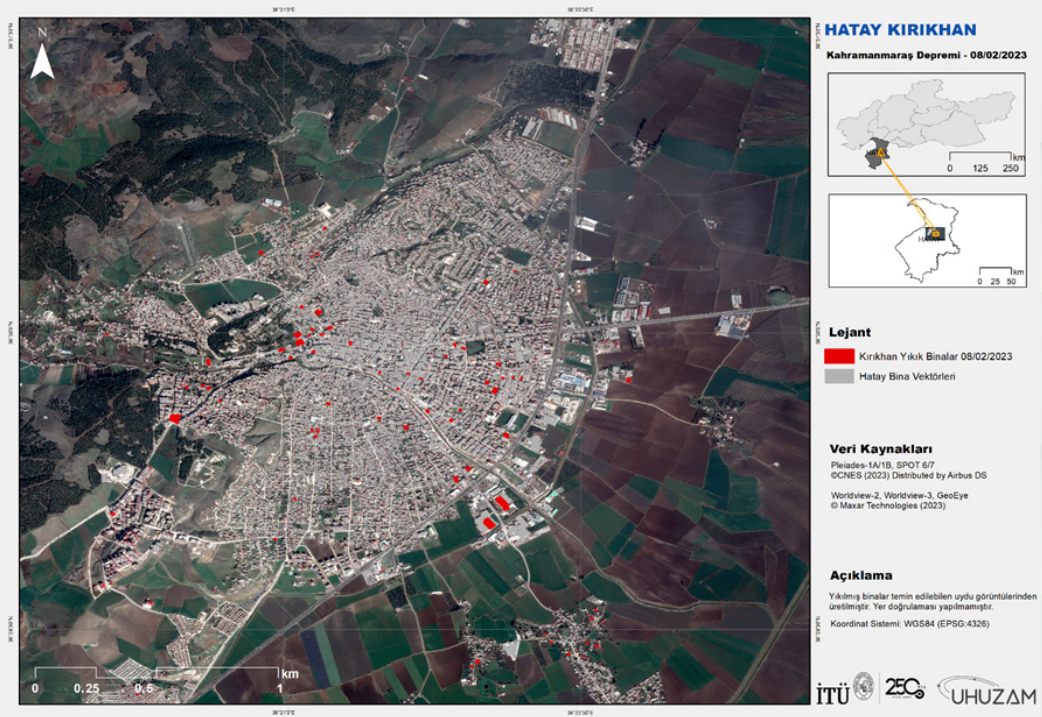 HATAY KIRIKHAN
Kahramanmaraş Depremi - 08/02/2023
N
km
0 125 250
km
0 25 50
Lejant
Kırıkhan Yıkık Binalar 08/02/2023
Hatay Bina Vektörleri
Veri Kaynakları
Pleiades-1A/1B, SPOT 6/7
©CNES (2023) Distributed by Airbus DS
Worldview-2, Worldview-3, GeoEye
© Maxar Technologies (2023)
Açıklama
Yıkılmış binalar temin edilebilen uydu görüntülerinden
üretilmiştir. Yer doğrulaması yapılmamıştır.
Koordinat Sistemi: WGS84 (EPSG:4326)
km
0 0.25 0.5 1
İTÜ 250 UHUZAM